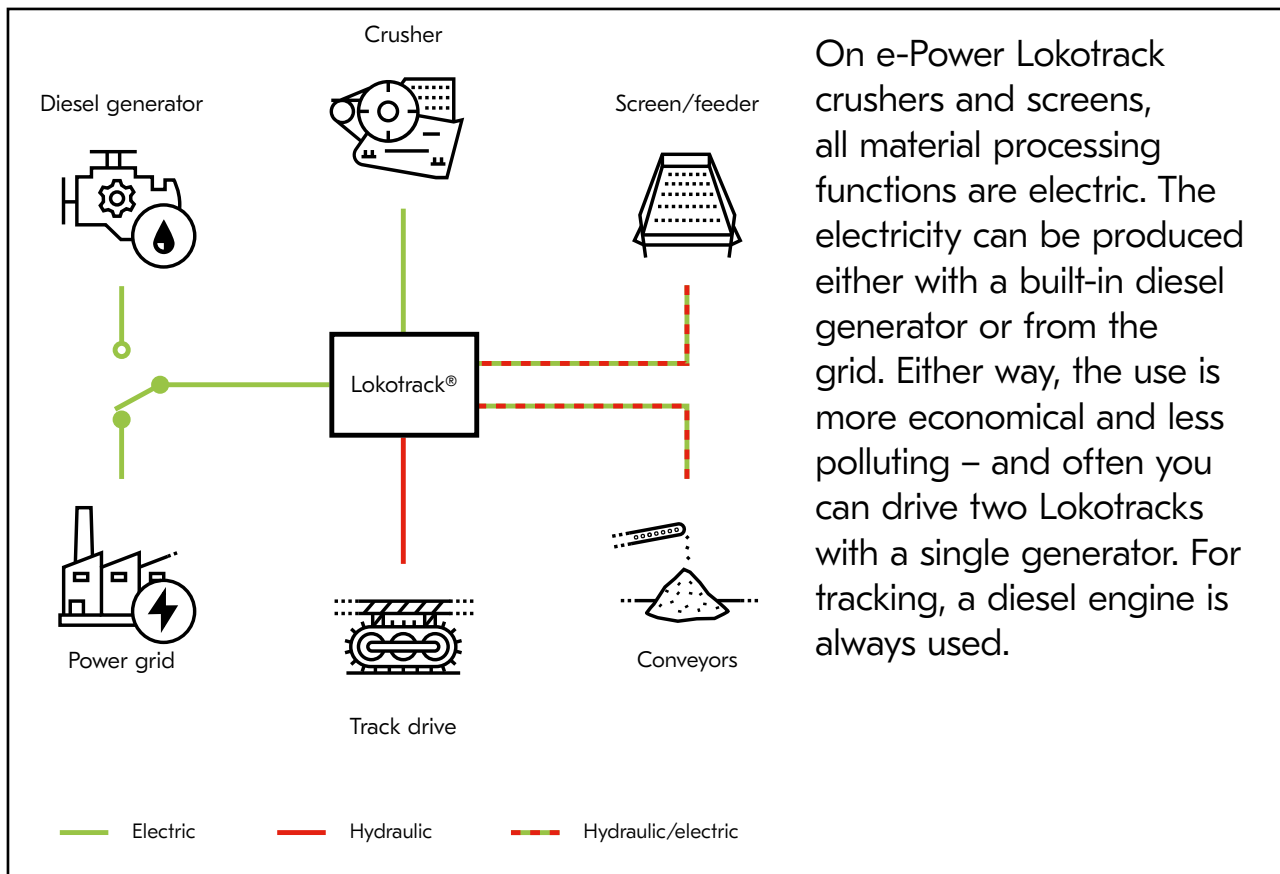 Crusher
Diesel generator
Screen/feeder
Lokotrack®
Power grid
Conveyors
Track drive
Electric
Hydraulic
Hydraulic/electric
On e-Power Lokotrack
crushers and screens,
all material processing
functions are electric. The
electricity can be produced
either with a built-in diesel
generator or from the
grid. Either way, the use is
more economical and less
polluting – and often you
can drive two Lokotracks
with a single generator. For
tracking, a diesel engine is
always used.